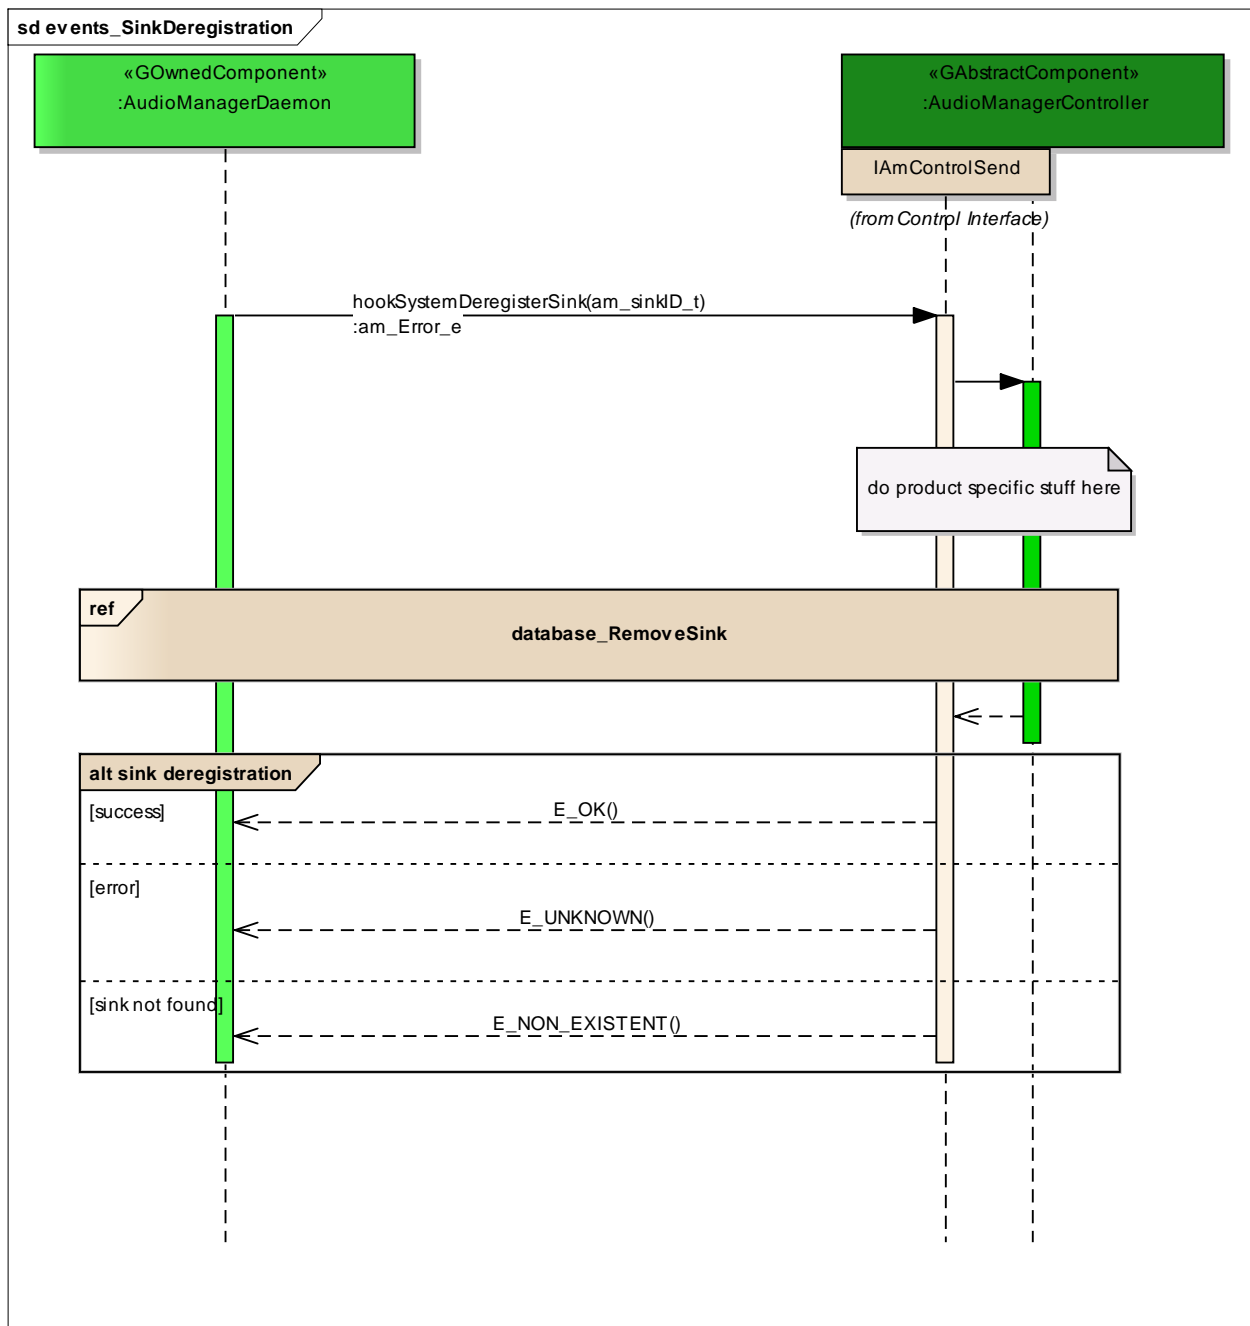 sd events_SinkDeregistration
«GOwnedComponent»
:AudioManagerDaemon
«GAbstractComponent»
:AudioManagerController
IAmControlSend
(from Control Interface)
hookSystemDeregisterSink(am_sinkID_t)
:am_Error_e
do product specific stuff here
ref
database_RemoveSink
alt sink deregistration
[success]
E_OK()
[error]
E_UNKNOWN()
[sink not found]
E_NON_EXISTENT()